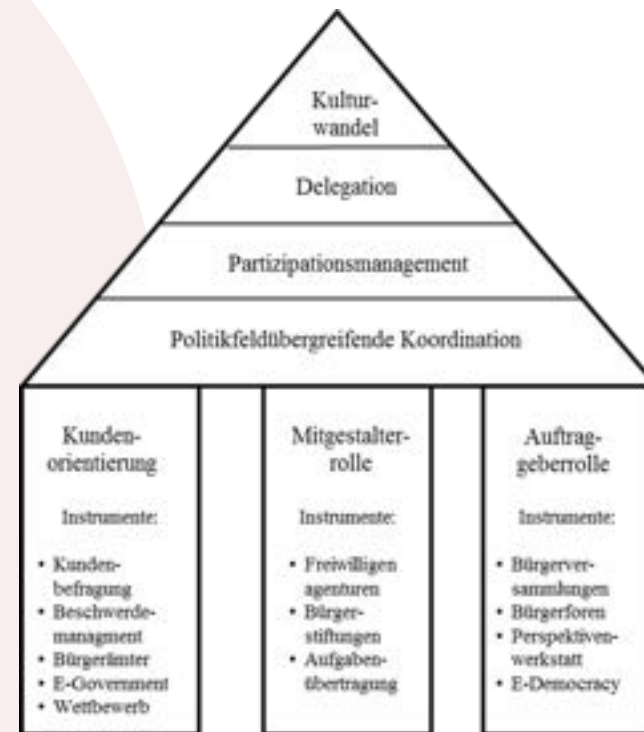 Kultur-
wandel
Delegation
Partizipationsmanagement
Politikfeldübergreifende Koordination
Kunden-
orientierung
Instrumente:
• Kunden-
befragung
• Beschwerde-
managment
• Bürgerämter
• E-Government
• Wettbewerb
Mitgestalter-
rolle
Instrumente:
• Freiwilligen
agenturen
• Bürger-
stiftungen
• Aufgaben-
übertragung
Auftrag-
geberrolle
Instrumente:
• Bürgerver-
sammlungen
• Bürgerforen
• Perspektiven-
werkstatt
• E-Democracy